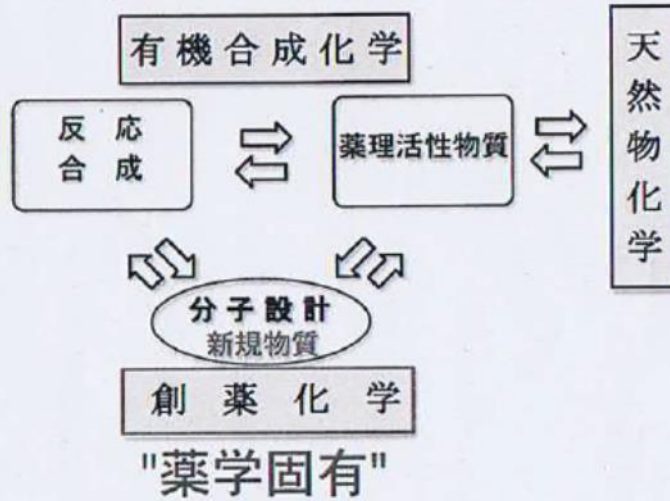 有機合成化学
反応
合成
薬理活性物質
天然物化学
分子設計
新規物質
創薬化学
"薬学固有"